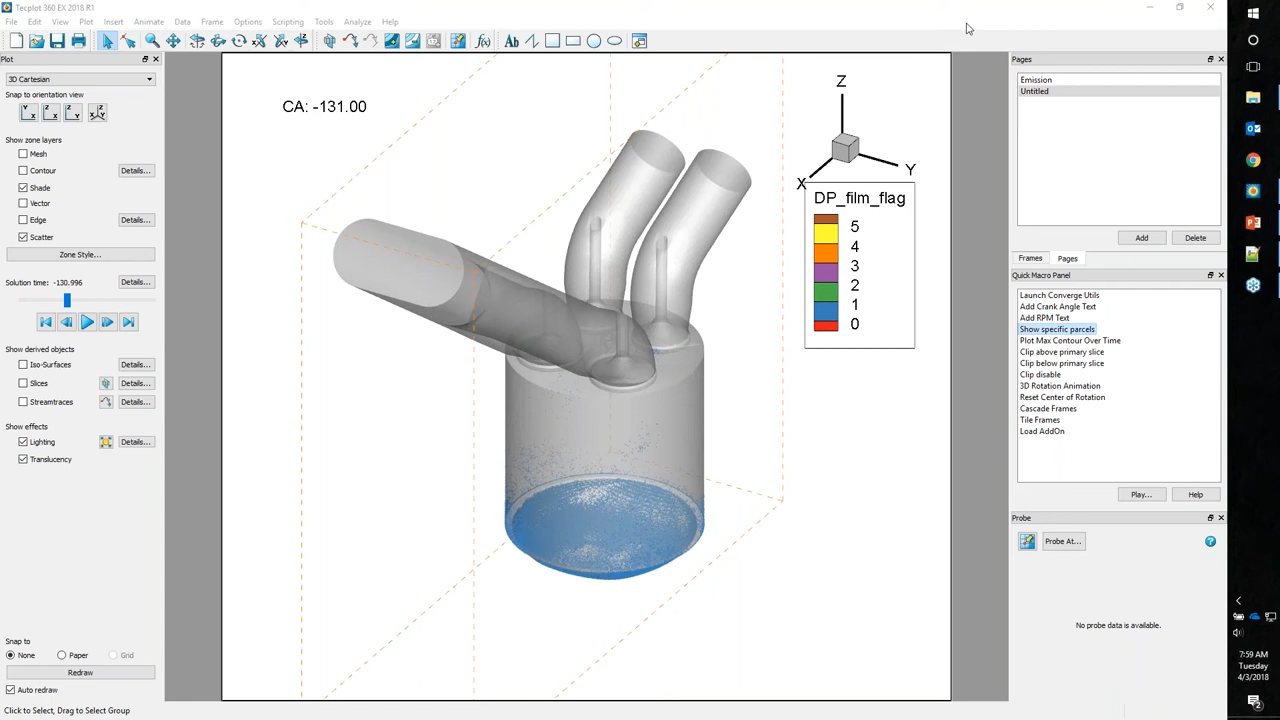 Tecplot 360 EX 2018 R1
File Edit View Plot Insert Animate Data Frame Options Scripting Tools Analyze Help
Plot
3D Cartesian
Snap to orientation view
Show zone layers
Mesh
Contour Details...
Shade
Vector
Edge Details...
Scatter
Zone Style...
Solution time: -130.996 Details...
Show derived objects
Iso-Surfaces Details...
Slices Details...
Streamtraces Details...
Show effects
Lighting Details...
Translucency
Snap to
None Paper Grid
Redraw
Auto redraw
Click to Select, Drag to Select Group
CA: -131.00
Z
Y
X
DP_film_flag
5
4
3
2
1
0
Pages
Emission
Untitled
Add Delete
Frames Pages
Quick Macro Panel
Launch Converge Utils
Add Crank Angle Text
Add RPM Text
Show specific parcels
Plot Max Contour Over Time
Clip above primary slice
Clip below primary slice
Clip disable
3D Rotation Animation
Reset Center of Rotation
Cascade Frames
Tile Frames
Load AddOn
Play... Help
Probe
Probe At...
No probe data is available.
7:59 AM
Tuesday
4/3/2018